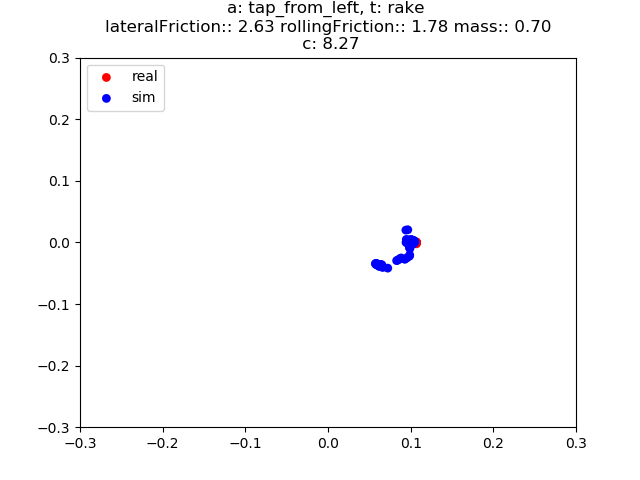 a: tap_from_left, t: rake
lateralFriction:: 2.63 rollingFriction:: 1.78 mass:: 0.70
c: 8.27
real
sim
0.3
0.2
0.1
0.0
−0.1
−0.2
−0.3
−0.3 −0.2 −0.1 0.0 0.1 0.2 0.3